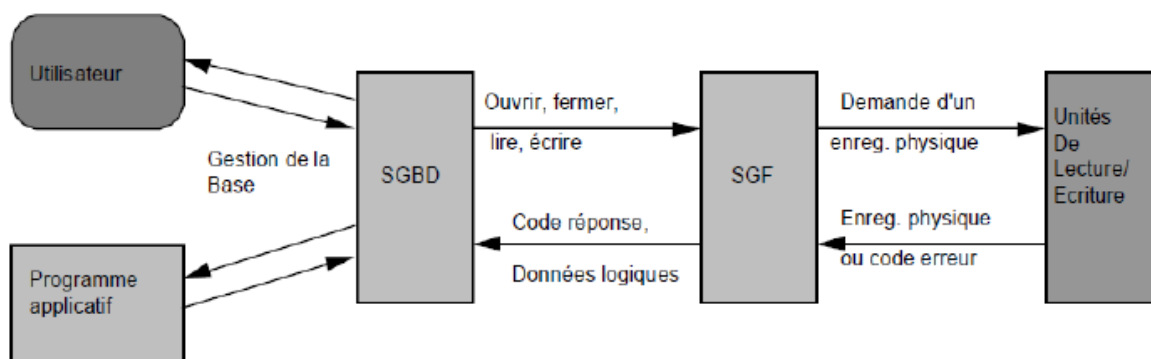 Utilisateur
Gestion de la
Base
Programme
applicatif
SGBD
Ouvrir, fermer,
lire, écrire
Code réponse,
Données logiques
SGF
Demande d'un
enreg. physique
Enreg. physique
ou code erreur
Unités
De
Lecture/
Ecriture